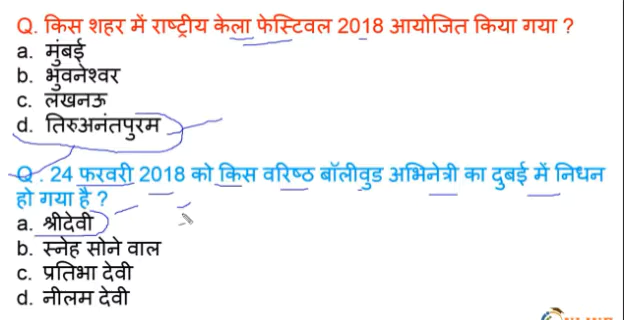 Q. किस शहर में राष्ट्रीय केला फेस्टिवल 2018 आयोजित किया गया ?
a. मुंबई
b. भुवनेश्वर
c. लखनऊ
d. तिरुअनंतपुरम
Q . 24 फरवरी 2018 को किस वरिष्ठ बॉलीवुड अभिनेत्री का दुबई में निधन
हो गया है ?
a. श्रीदेवी
b. स्नेह सोने वाल
c. प्रतिभा देवी
d. नीलम देवी